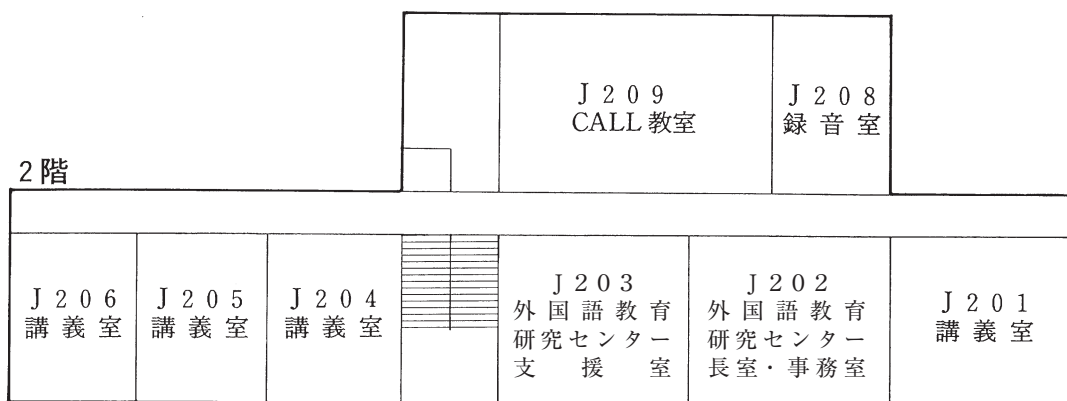 J209
CALL教室
J208
録音室
2階
J206
講義室
J205
講義室
J204
講義室
J203
外国語教育
研究センター
支援室
J202
外国語教育
研究センター
長室・事務室
J201
講義室